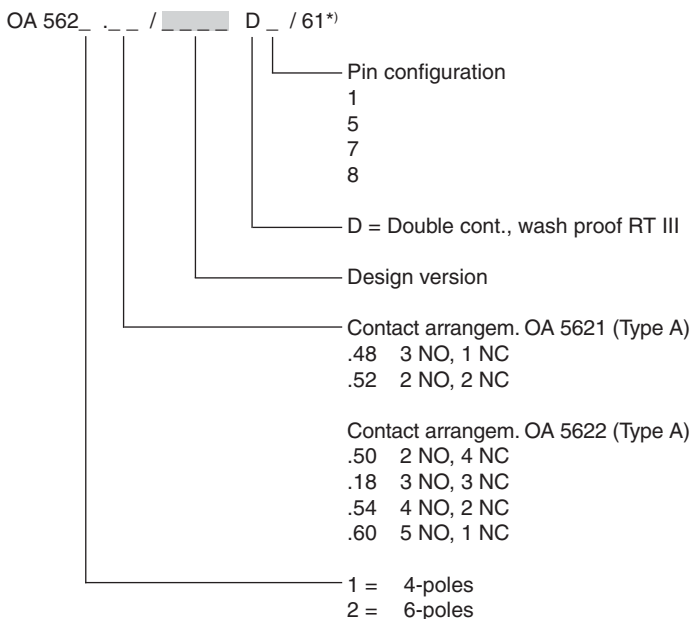 OA 562_ ._ _ / _ _ _ _ D _ / 61*)
Pin configuration
1
5
7
8
D = Double cont., wash proof RT III
Design version
Contact arrangem. OA 5621 (Type A)
.48 3 NO, 1 NC
.52 2 NO, 2 NC
Contact arrangem. OA 5622 (Type A)
.50 2 NO, 4 NC
.18 3 NO, 3 NC
.54 4 NO, 2 NC
.60 5 NO, 1 NC
1 = 4-poles
2 = 6-poles